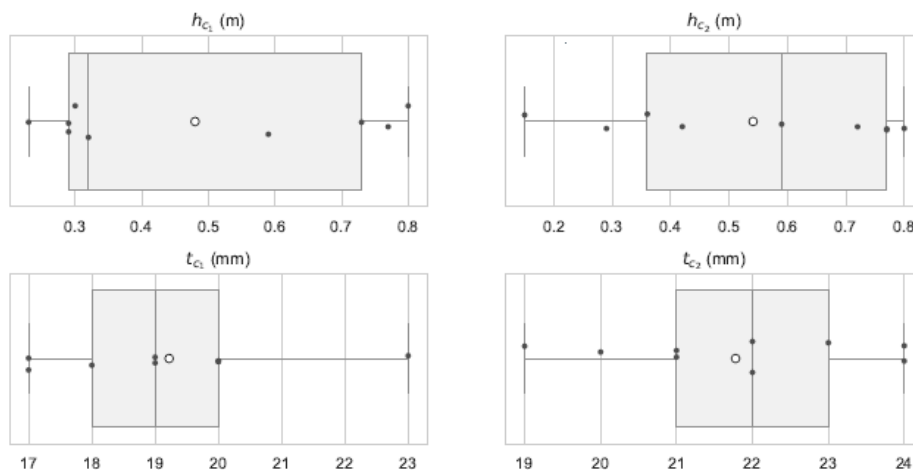 h_{c_1} (m)
h_{c_2} (m)
0.3 0.4 0.5 0.6 0.7 0.8
0.2 0.3 0.4 0.5 0.6 0.7 0.8
t_{c_1} (mm)
t_{c_2} (mm)
17 18 19 20 21 22 23
19 20 21 22 23 24